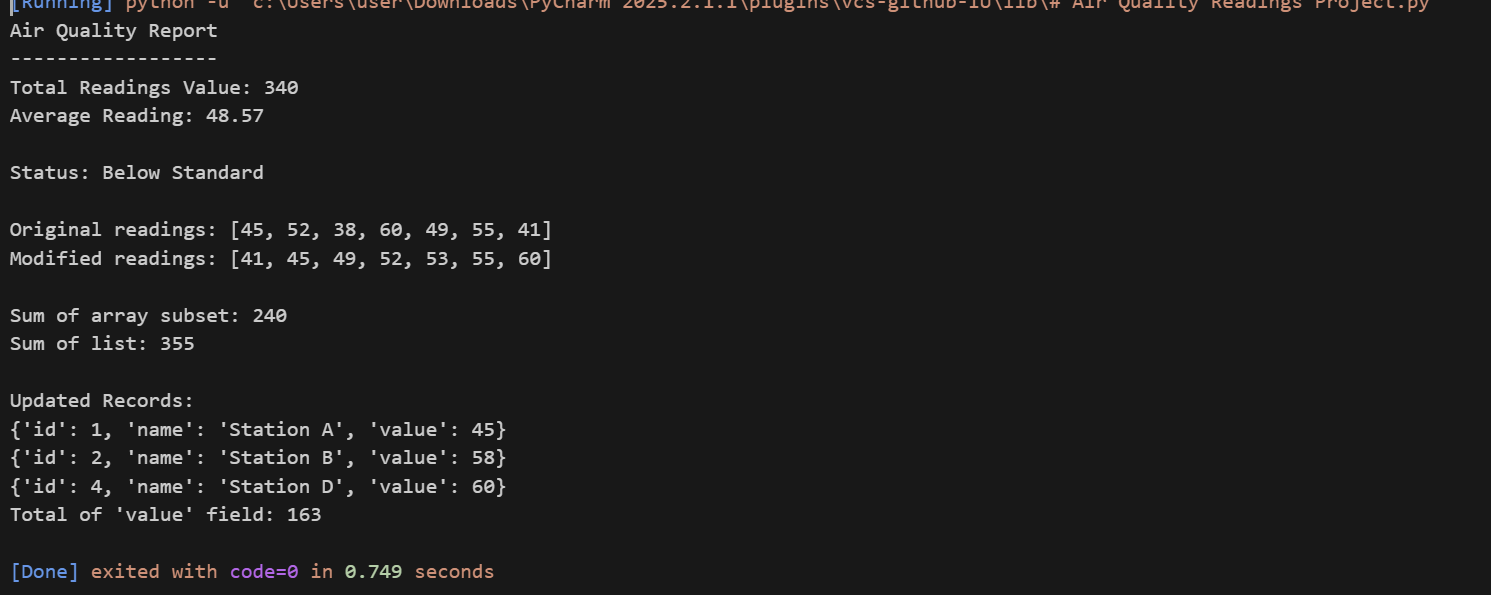 [Running] python -u "c:\Users\user\Downloads\PyCharm 2025.2.1.1\plugins\vcs-github-IU\lib\# Air Quality Readings Project.py"
Air Quality Report
------------------
Total Readings Value: 340
Average Reading: 48.57
Status: Below Standard
Original readings: [45, 52, 38, 60, 49, 55, 41]
Modified readings: [41, 45, 49, 52, 53, 55, 60]
Sum of array subset: 240
Sum of list: 355
Updated Records:
{'id': 1, 'name': 'Station A', 'value': 45}
{'id': 2, 'name': 'Station B', 'value': 58}
{'id': 4, 'name': 'Station D', 'value': 60}
Total of 'value' field: 163
[Done] exited with code=0 in 0.749 seconds